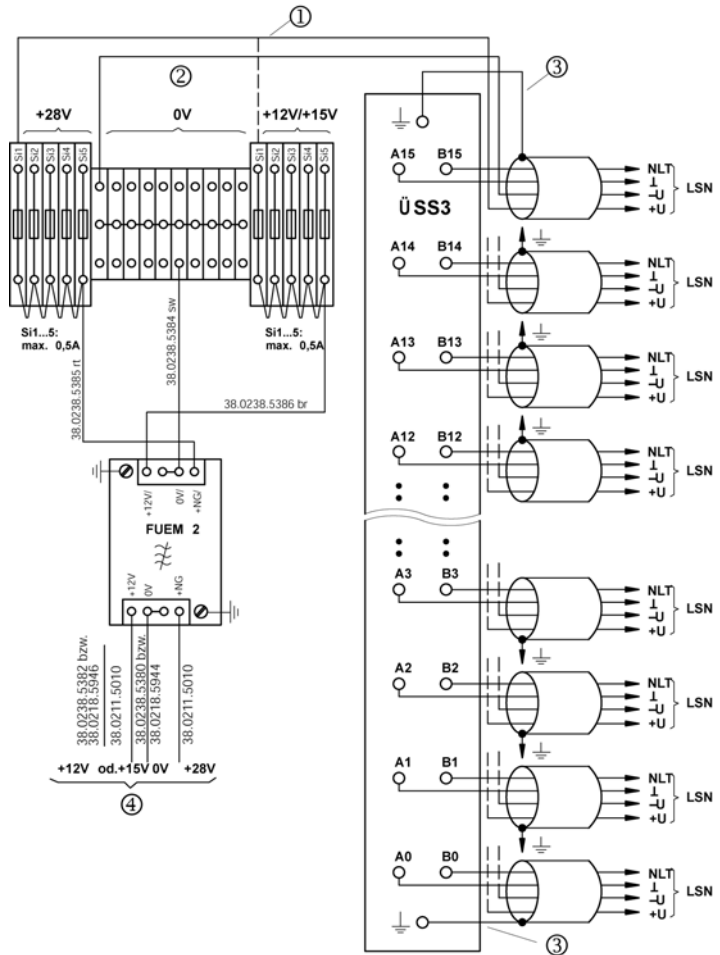 ①
②
③
+28V
0V
+12V/+15V
Si1
Si2
Si3
Si4
Si5
Si1
Si2
Si3
Si4
Si5
Si1...5:
max. 0,5A
Si1...5:
max. 0,5A
38.0238.5385 rt
38.0238.5384 sw
38.0238.5386 br
+12V/
0V/
+NG/
FUEM 2
+12V
0V
+NG
38.0238.5382 bzw.
38.0218.5946
38.0211.5010
38.0238.5380 bzw.
38.0218.5944
38.0211.5010
+12V od.+15V 0V +28V
④
A15 B15
ÜSS3
NLT
⊥
-U
+U
LSN
A14 B14
NLT
⊥
-U
+U
LSN
A13 B13
NLT
⊥
-U
+U
LSN
A12 B12
NLT
⊥
-U
+U
LSN
A3 B3
NLT
⊥
-U
+U
LSN
A2 B2
NLT
⊥
-U
+U
LSN
A1 B1
NLT
⊥
-U
+U
LSN
A0 B0
NLT
⊥
-U
+U
LSN
③